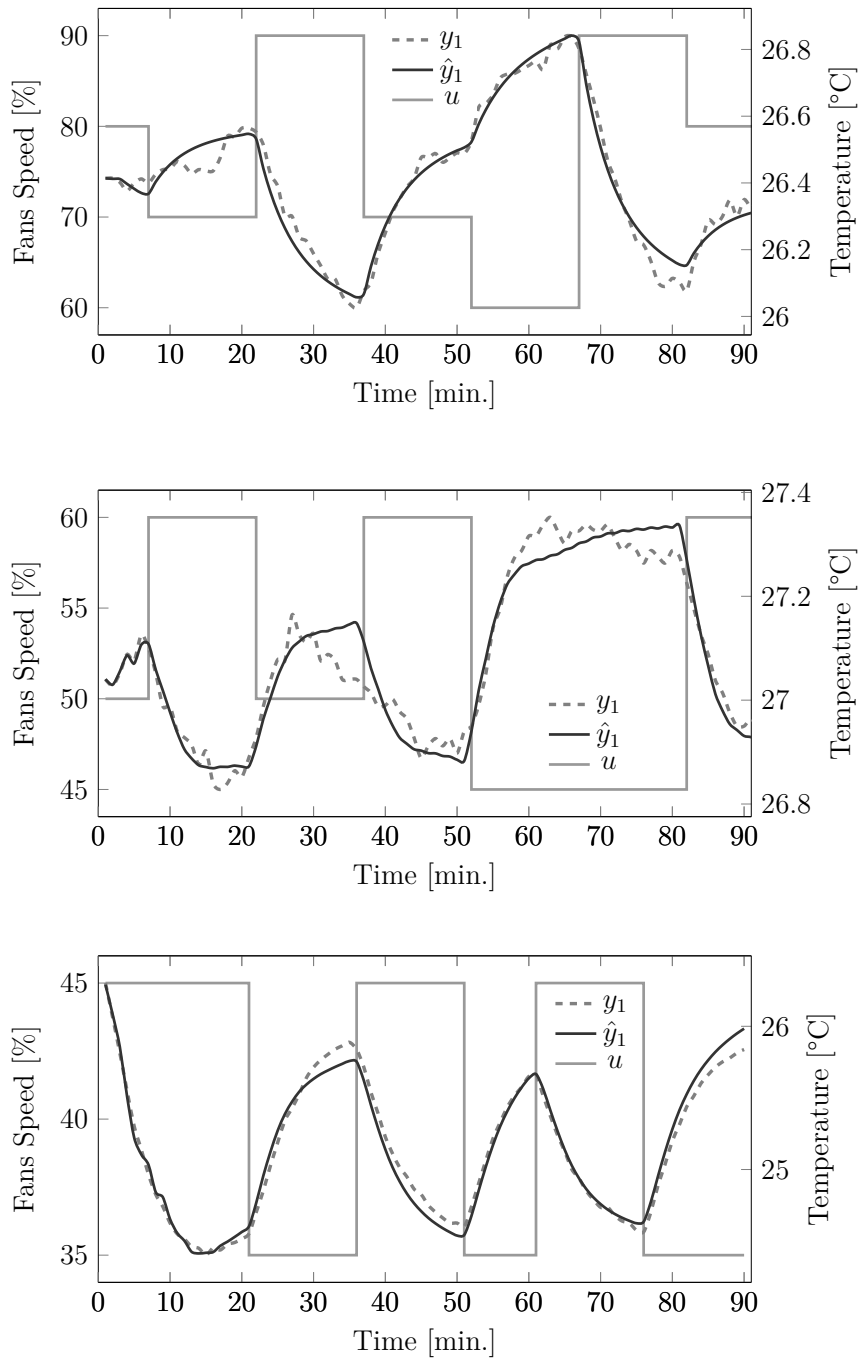 90
80
70
60
Fans Speed [%]
y₁
ŷ₁
u
26.8
26.6
26.4
26.2
26
Temperature [°C]
0 10 20 30 40 50 60 70 80 90
Time [min.]
60
55
50
45
Fans Speed [%]
y₁
ŷ₁
u
27.4
27.2
27
26.8
Temperature [°C]
0 10 20 30 40 50 60 70 80 90
Time [min.]
45
40
35
Fans Speed [%]
y₁
ŷ₁
u
26
25
Temperature [°C]
0 10 20 30 40 50 60 70 80 90
Time [min.]